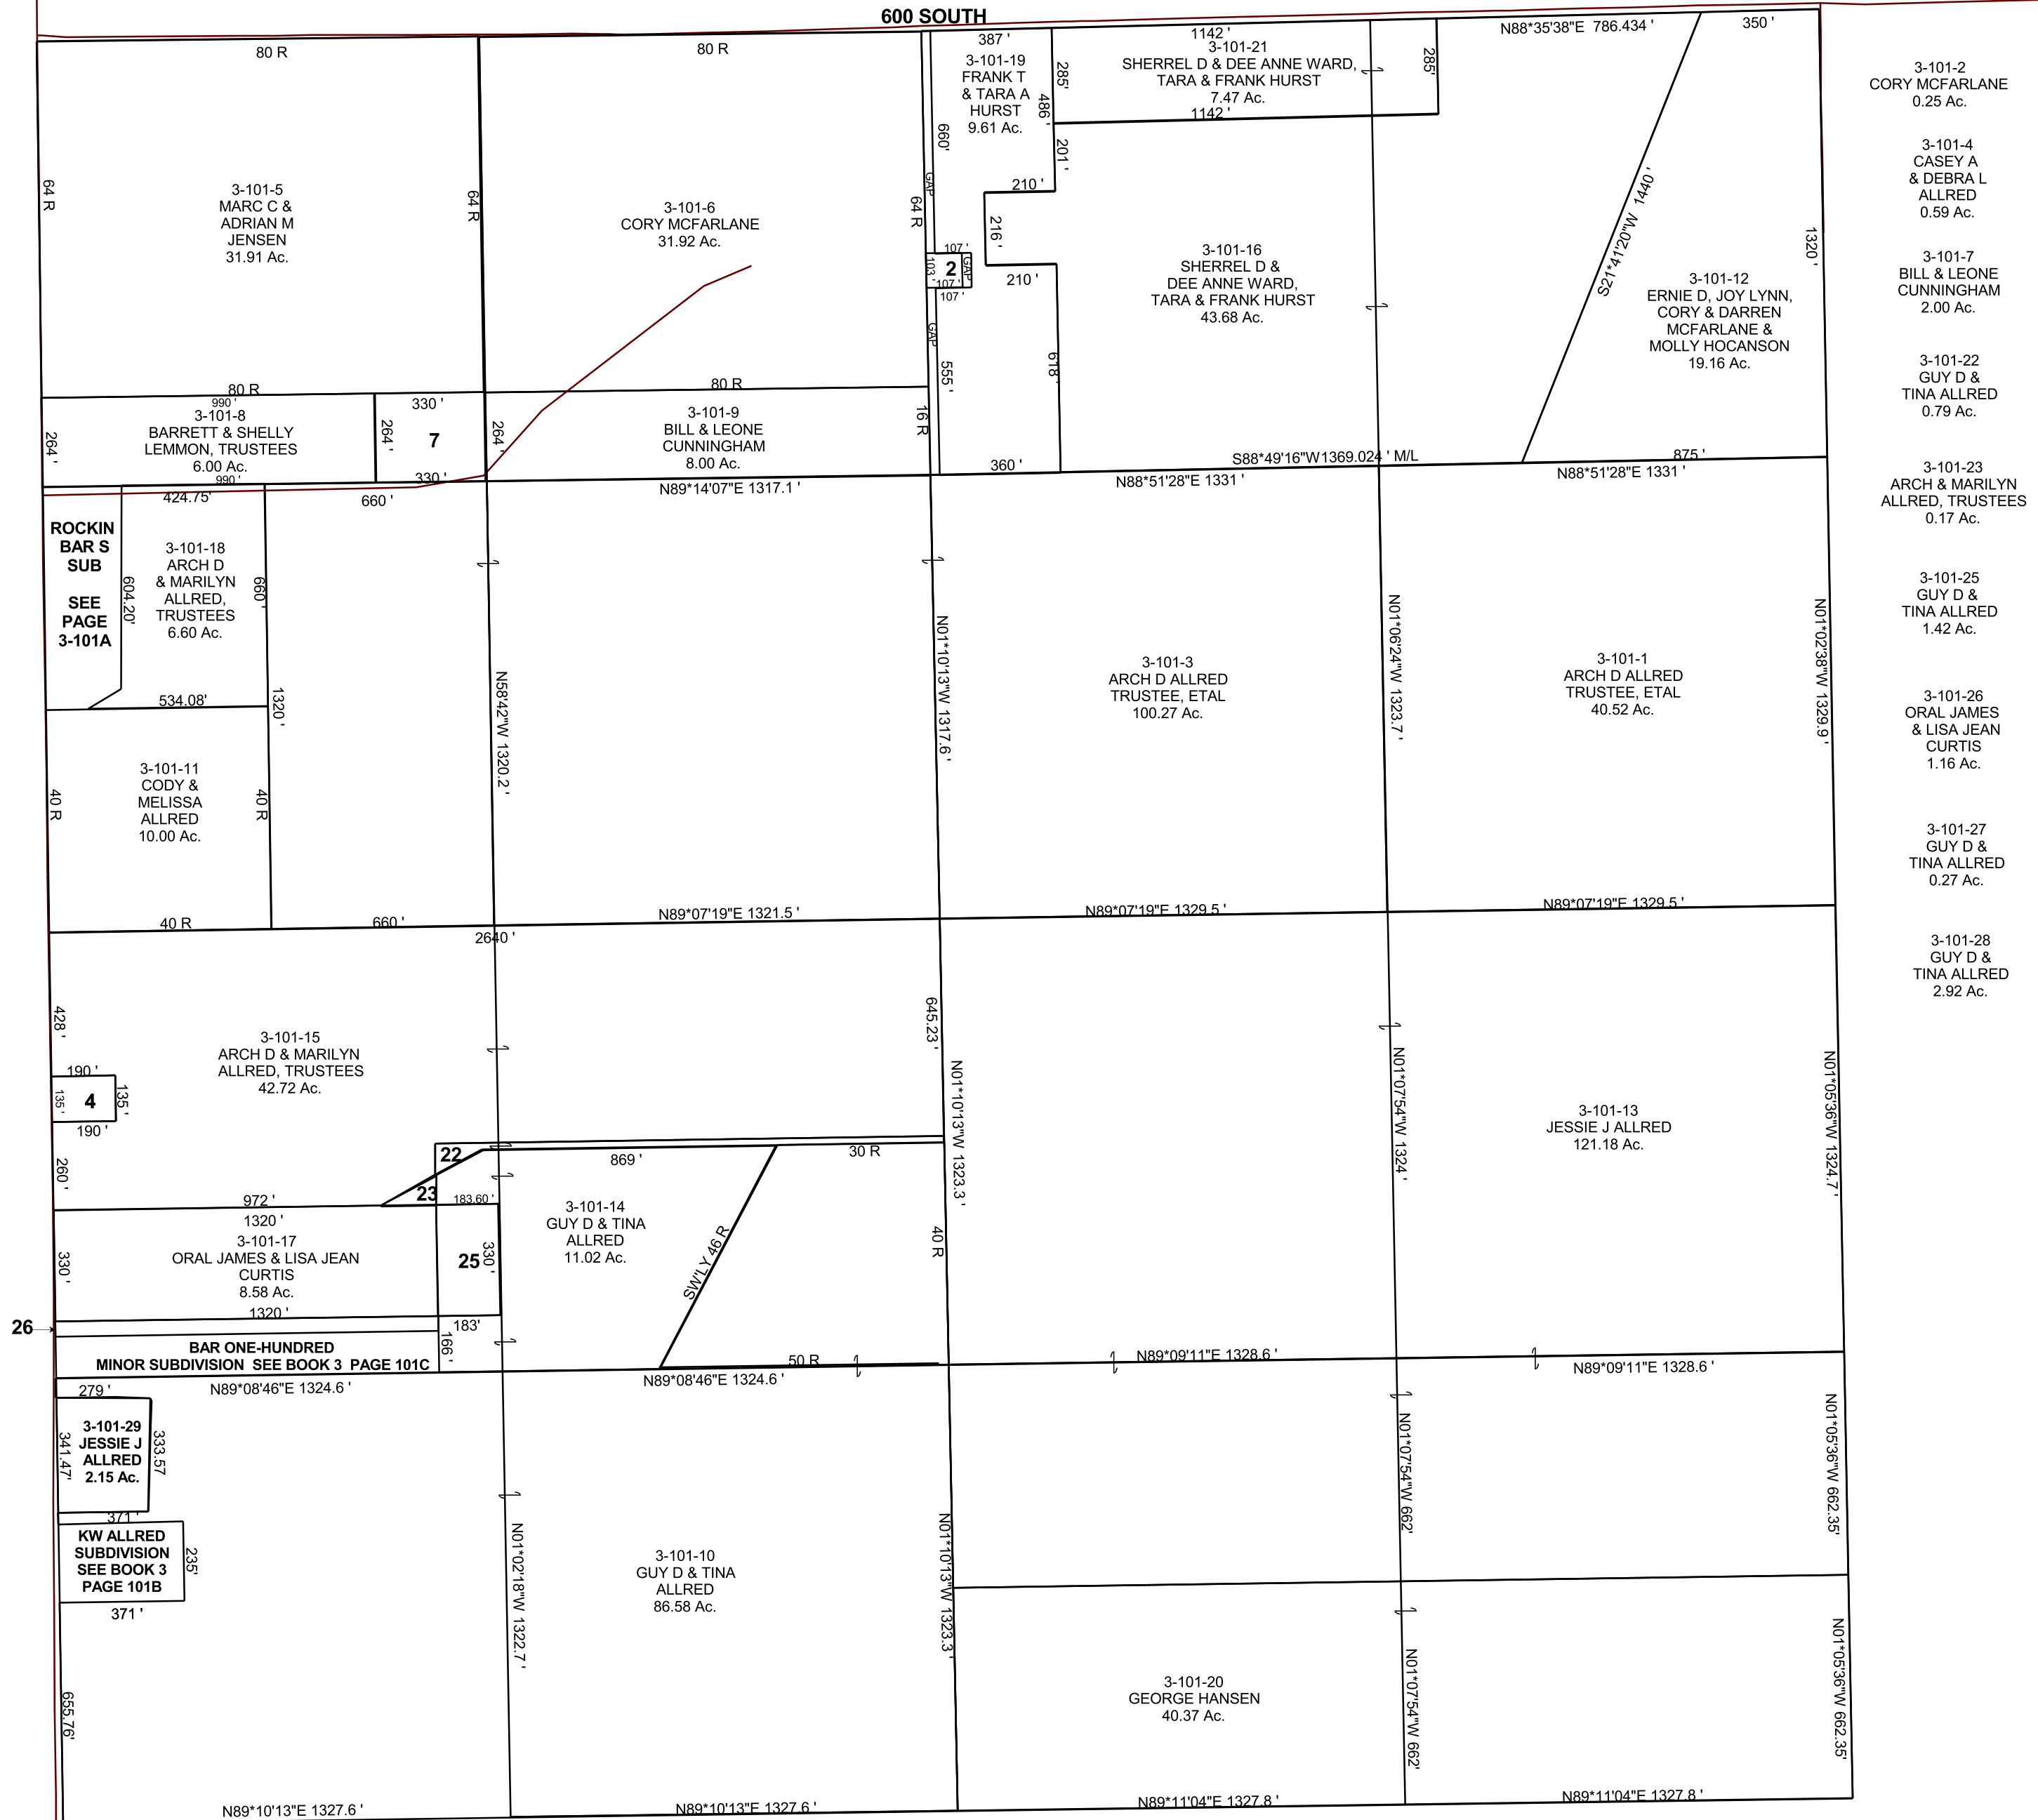 600 SOUTH
80 R
80 R
387 '
1142 '
N88*35'38"E 786.434 '
350 '
64 R
3-101-5
MARC C &
ADRIAN M
JENSEN
31.91 Ac.
64 R
3-101-6
CORY MCFARLANE
31.92 Ac.
64 R
GAP
660'
3-101-19
FRANK T
& TARA A
HURST
9.61 Ac.
285'
486 '
201 '
3-101-21
SHERREL D & DEE ANNE WARD,
TARA & FRANK HURST
7.47 Ac.
1142 '
285'
210 '
216 '
210 '
107 '
103 '
2
GAP
107 '
107 '
GAP
555 '
618 '
360 '
3-101-16
SHERREL D &
DEE ANNE WARD,
TARA & FRANK HURST
43.68 Ac.
S21*41'20"W 1440 '
1320 '
3-101-12
ERNIE D, JOY LYNN,
CORY & DARREN
MCFARLANE &
MOLLY HOCANSON
19.16 Ac.
S88*49'16"W1369.024 ' M/L
875 '
80 R
990 '
264 '
3-101-8
BARRETT & SHELLY
LEMMON, TRUSTEES
6.00 Ac.
990 '
264 '
330 '
7
330 '
264 '
80 R
3-101-9
BILL & LEONE
CUNNINGHAM
8.00 Ac.
16 R
424.75'
660 '
N89*14'07"E 1317.1 '
N88*51'28"E 1331 '
N88*51'28"E 1331 '
ROCKIN
BAR S
SUB
SEE
PAGE
3-101A
604.20'
3-101-18
ARCH D
& MARILYN
ALLRED,
TRUSTEES
6.60 Ac.
660 '
534.08'
1320 '
40 R
3-101-11
CODY &
MELISSA
ALLRED
10.00 Ac.
40 R
40 R
660 '
N58'42"W 1320.2 '
N01*10'13"W 1317.6 '
3-101-3
ARCH D ALLRED
TRUSTEE, ETAL
100.27 Ac.
N01*06'24"W 1323.7 '
3-101-1
ARCH D ALLRED
TRUSTEE, ETAL
40.52 Ac.
N01*02'38"W 1329.9 '
N89*07'19"E 1321.5 '
N89*07'19"E 1329.5 '
N89*07'19"E 1329.5 '
2640 '
428 '
3-101-15
ARCH D & MARILYN
ALLRED, TRUSTEES
42.72 Ac.
190 '
135 '
4
135 '
190 '
260 '
645.23 '
N01*10'13"W 1323.3 '
N01*07'54"W 1324 '
3-101-13
JESSIE J ALLRED
121.18 Ac.
N01*05'36"W 1324.7 '
22
23
869 '
30 R
972 '
183.60 '
1320 '
3-101-17
ORAL JAMES & LISA JEAN
CURTIS
8.58 Ac.
1320 '
330 '
25
330 '
183'
166 '
3-101-14
GUY D & TINA
ALLRED
11.02 Ac.
SW'LY 46 R
40 R
50 R
26
BAR ONE-HUNDRED
MINOR SUBDIVISION SEE BOOK 3 PAGE 101C
N89*08'46"E 1324.6 '
N89*08'46"E 1324.6 '
N89*09'11"E 1328.6 '
N89*09'11"E 1328.6 '
279 '
341.47'
3-101-29
JESSIE J
ALLRED
2.15 Ac.
333.57
371 '
KW ALLRED
SUBDIVISION
SEE BOOK 3
PAGE 101B
235'
371 '
655.76'
N01*02'18"W 1322.7 '
3-101-10
GUY D & TINA
ALLRED
86.58 Ac.
N01*10'13"W 1323.3 '
N01*07'54"W 662'
N01*05'36"W 662.35'
3-101-20
GEORGE HANSEN
40.37 Ac.
N01*07'54"W 662'
N01*05'36"W 662.35'
N89*10'13"E 1327.6 '
N89*10'13"E 1327.6 '
N89*11'04"E 1327.8 '
N89*11'04"E 1327.8 '
3-101-2
CORY MCFARLANE
0.25 Ac.
3-101-4
CASEY A
& DEBRA L
ALLRED
0.59 Ac.
3-101-7
BILL & LEONE
CUNNINGHAM
2.00 Ac.
3-101-22
GUY D &
TINA ALLRED
0.79 Ac.
3-101-23
ARCH & MARILYN
ALLRED, TRUSTEES
0.17 Ac.
3-101-25
GUY D &
TINA ALLRED
1.42 Ac.
3-101-26
ORAL JAMES
& LISA JEAN
CURTIS
1.16 Ac.
3-101-27
GUY D &
TINA ALLRED
0.27 Ac.
3-101-28
GUY D &
TINA ALLRED
2.92 Ac.